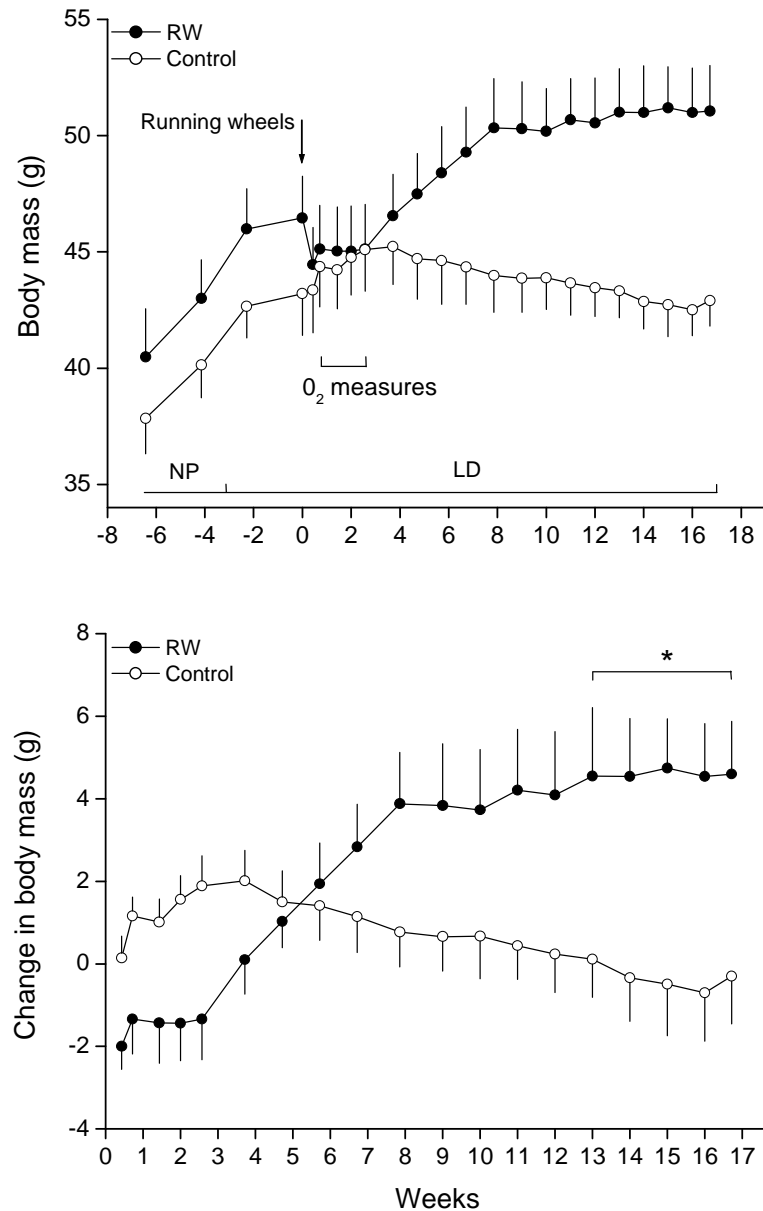 55
RW
Control
50
Running wheels
45
40
35
Body mass (g)
0₂ measures
NP
LD
-8 -6 -4 -2 0 2 4 6 8 10 12 14 16 18
8
RW
Control
*
6
4
2
0
-2
-4
Change in body mass (g)
0 1 2 3 4 5 6 7 8 9 10 11 12 13 14 15 16 17
Weeks